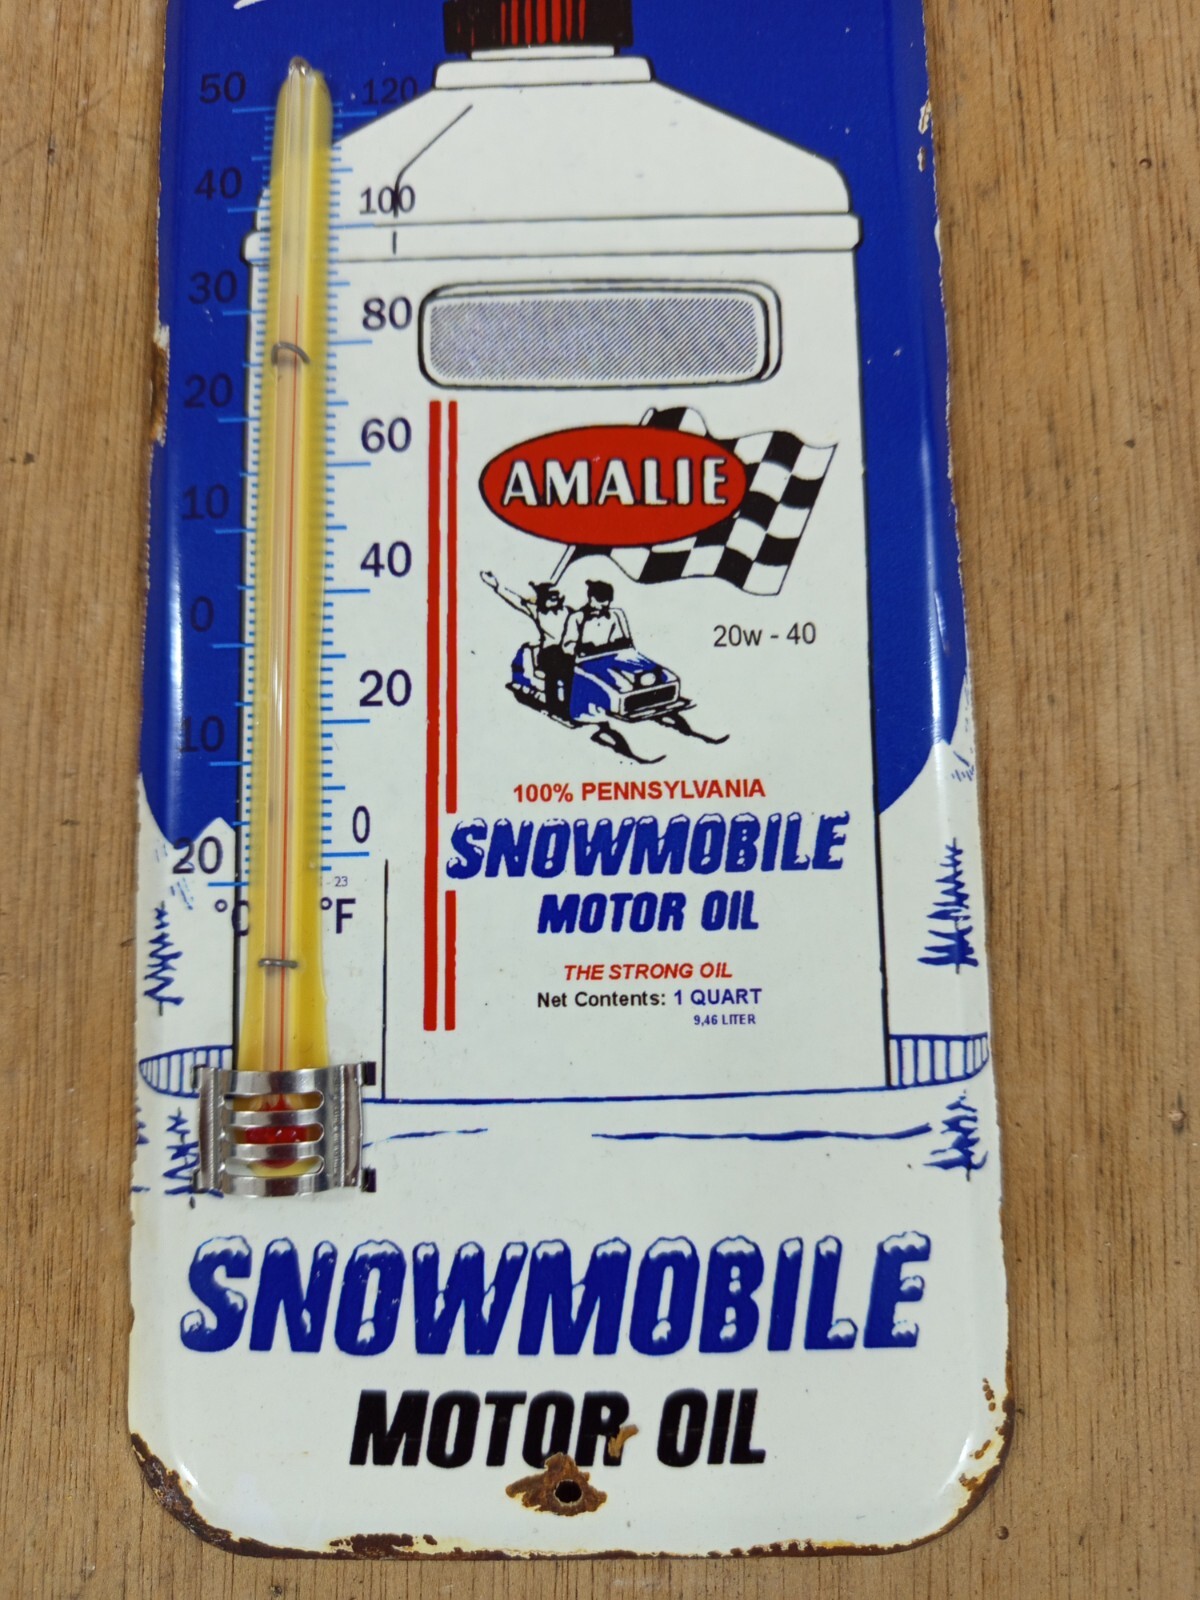 50 120
40 100
30 80
20 60
10 40
0 20
10 0
20
- 23
°C °F
AMALIE
20w - 40
100% PENNSYLVANIA
SNOWMOBILE
MOTOR OIL
THE STRONG OIL
Net Contents: 1 QUART
9,46 LITER
SNOWMOBILE
MOTOR OIL